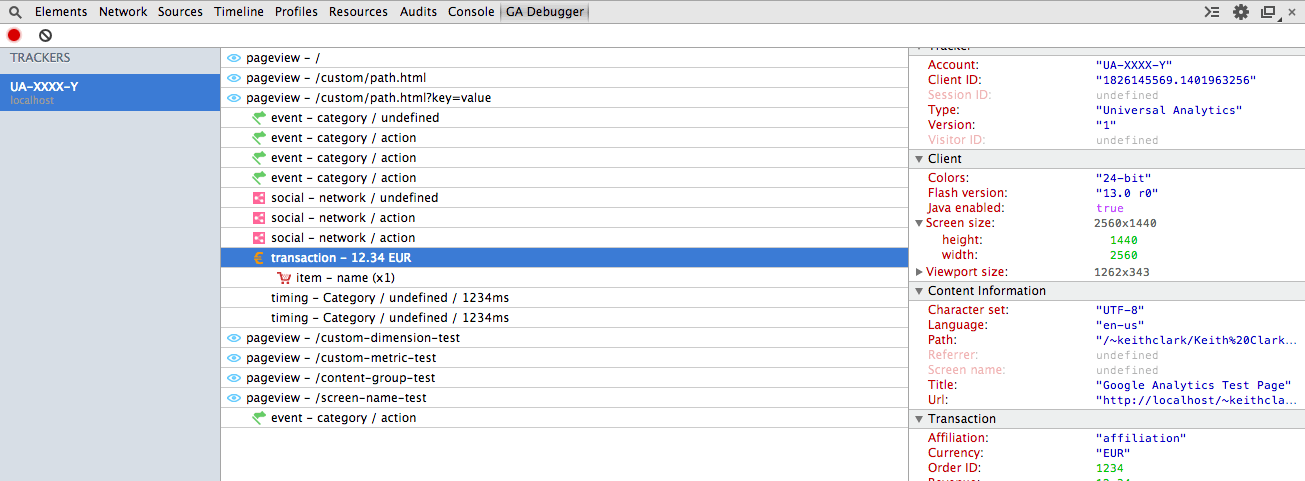 Elements Network Sources Timeline Profiles Resources Audits Console GA Debugger
TRACKERS
UA-XXXX-Y
localhost
pageview – /
pageview – /custom/path.html
pageview – /custom/path.html?key=value
event – category / undefined
event – category / action
event – category / action
event – category / action
social – network / undefined
social – network / action
social – network / action
€ transaction – 12.34 EUR
item – name (x1)
timing – Category / undefined / 1234ms
timing – Category / undefined / 1234ms
pageview – /custom-dimension-test
pageview – /custom-metric-test
pageview – /content-group-test
pageview – /screen-name-test
event – category / action
Tracker
Account: "UA-XXXX-Y"
Client ID: "1826145569.1401963256"
Session ID: undefined
Type: "Universal Analytics"
Version: "1"
Visitor ID: undefined
Client
Colors: "24-bit"
Flash version: "13.0 r0"
Java enabled: true
Screen size: 2560x1440
height: 1440
width: 2560
Viewport size: 1262x343
Content Information
Character set: "UTF-8"
Language: "en-us"
Path: "/~keithclark/Keith%20Clark...
Referrer: undefined
Screen name: undefined
Title: "Google Analytics Test Page"
Url: "http://localhost/~keithcla...
Transaction
Affiliation: "affiliation"
Currency: "EUR"
Order ID: 1234
Revenue: 12.34